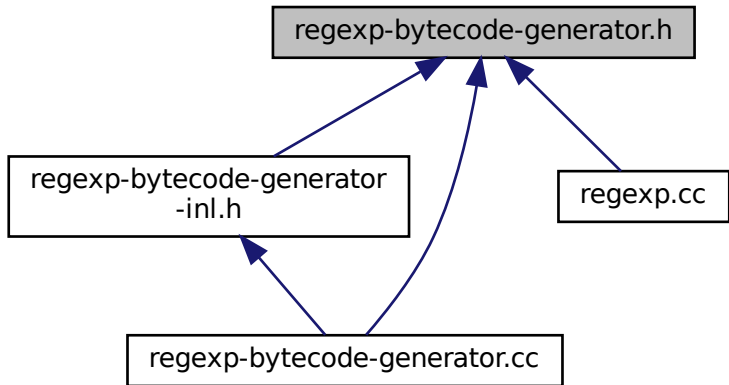 regexp-bytecode-generator.h
regexp-bytecode-generator
-inl.h
regexp.cc
regexp-bytecode-generator.cc